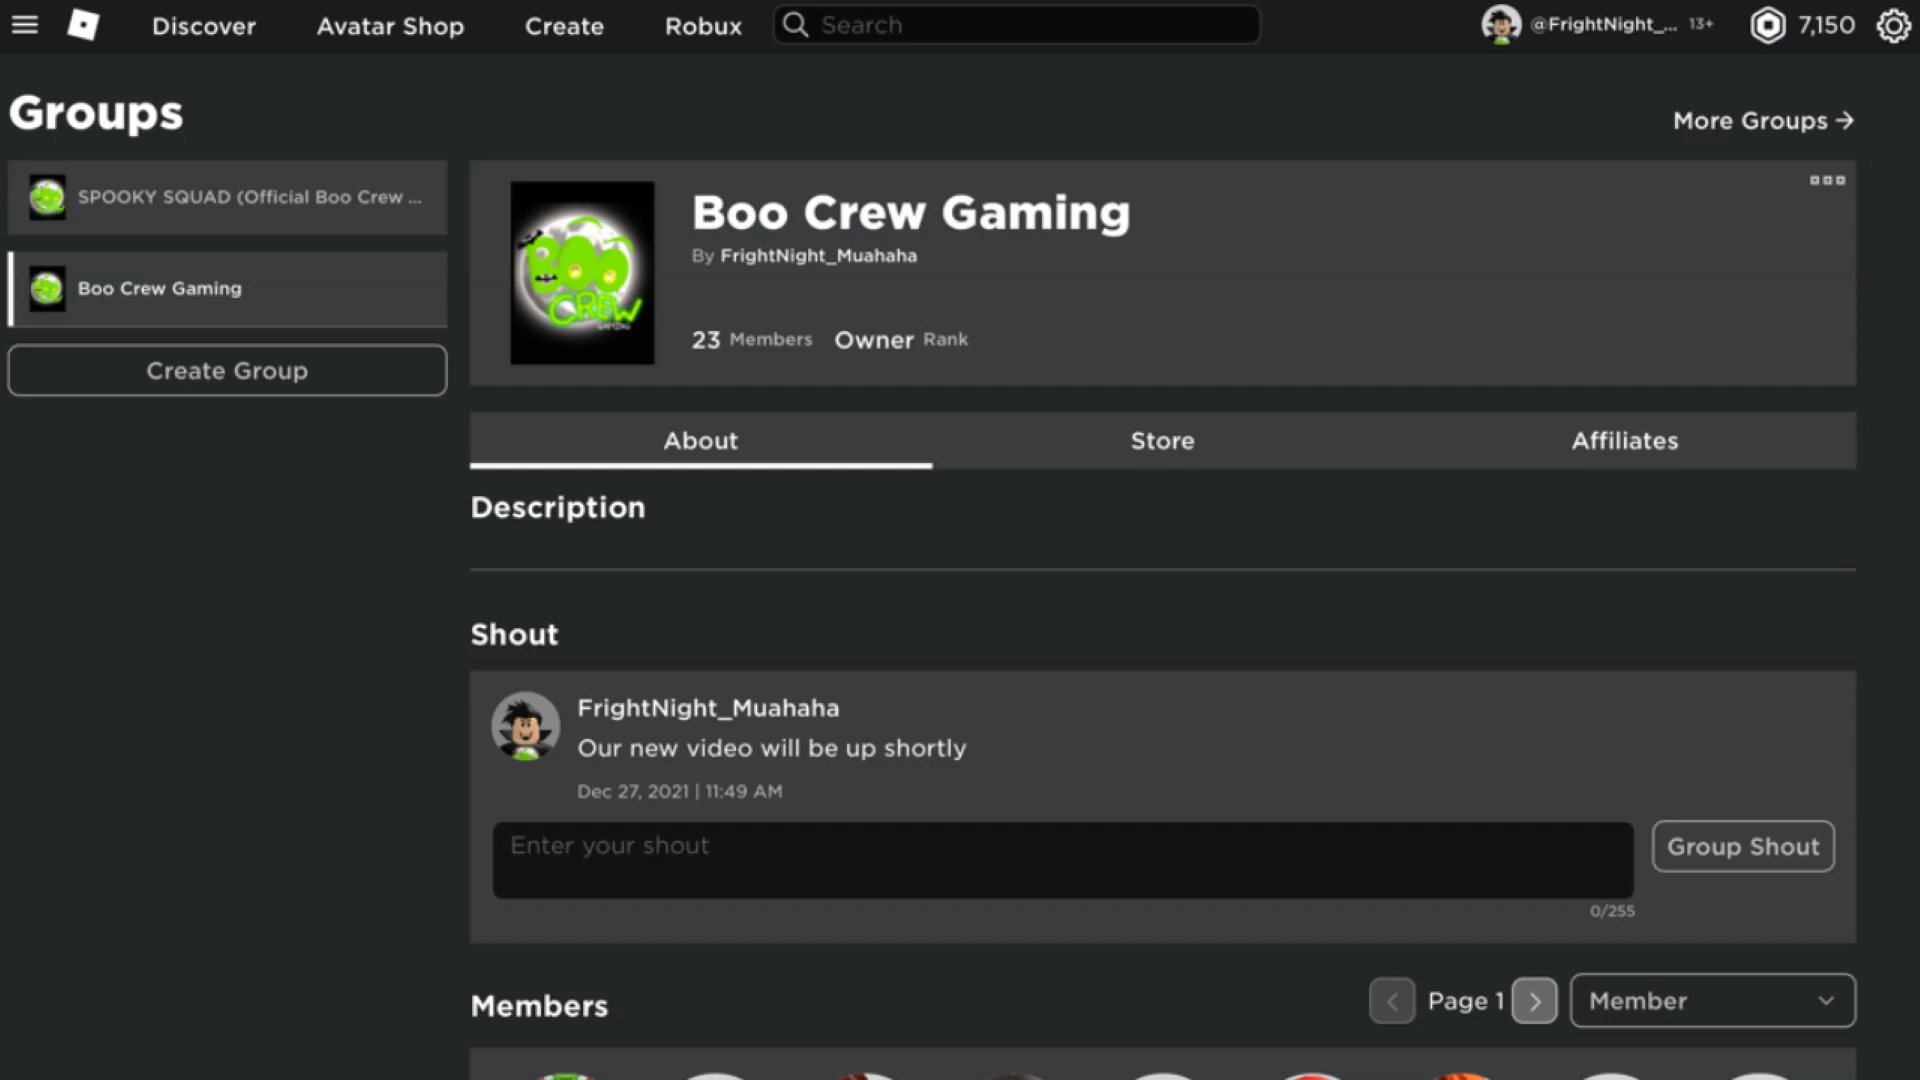 Discover
Avatar Shop
Create
Robux
Search
@FrightNight_... 13+
7,150
Groups
More Groups →
SPOOKY SQUAD (Official Boo Crew ...
Boo Crew Gaming
Create Group
BOO
CREW
Boo Crew Gaming
By FrightNight_Muahaha
23 Members Owner Rank
About
Store
Affiliates
Description
Shout
FrightNight_Muahaha
Our new video will be up shortly
Dec 27, 2021 | 11:49 AM
Enter your shout
Group Shout
0/255
Members
Page 1
Member